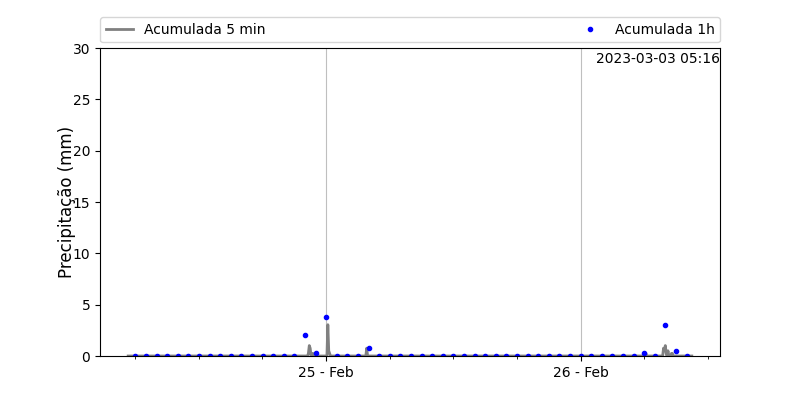 Acumulada 5 min
Acumulada 1h
2023-03-03 05:16
Precipitação (mm)
30
25
20
15
10
5
0
25 - Feb
26 - Feb